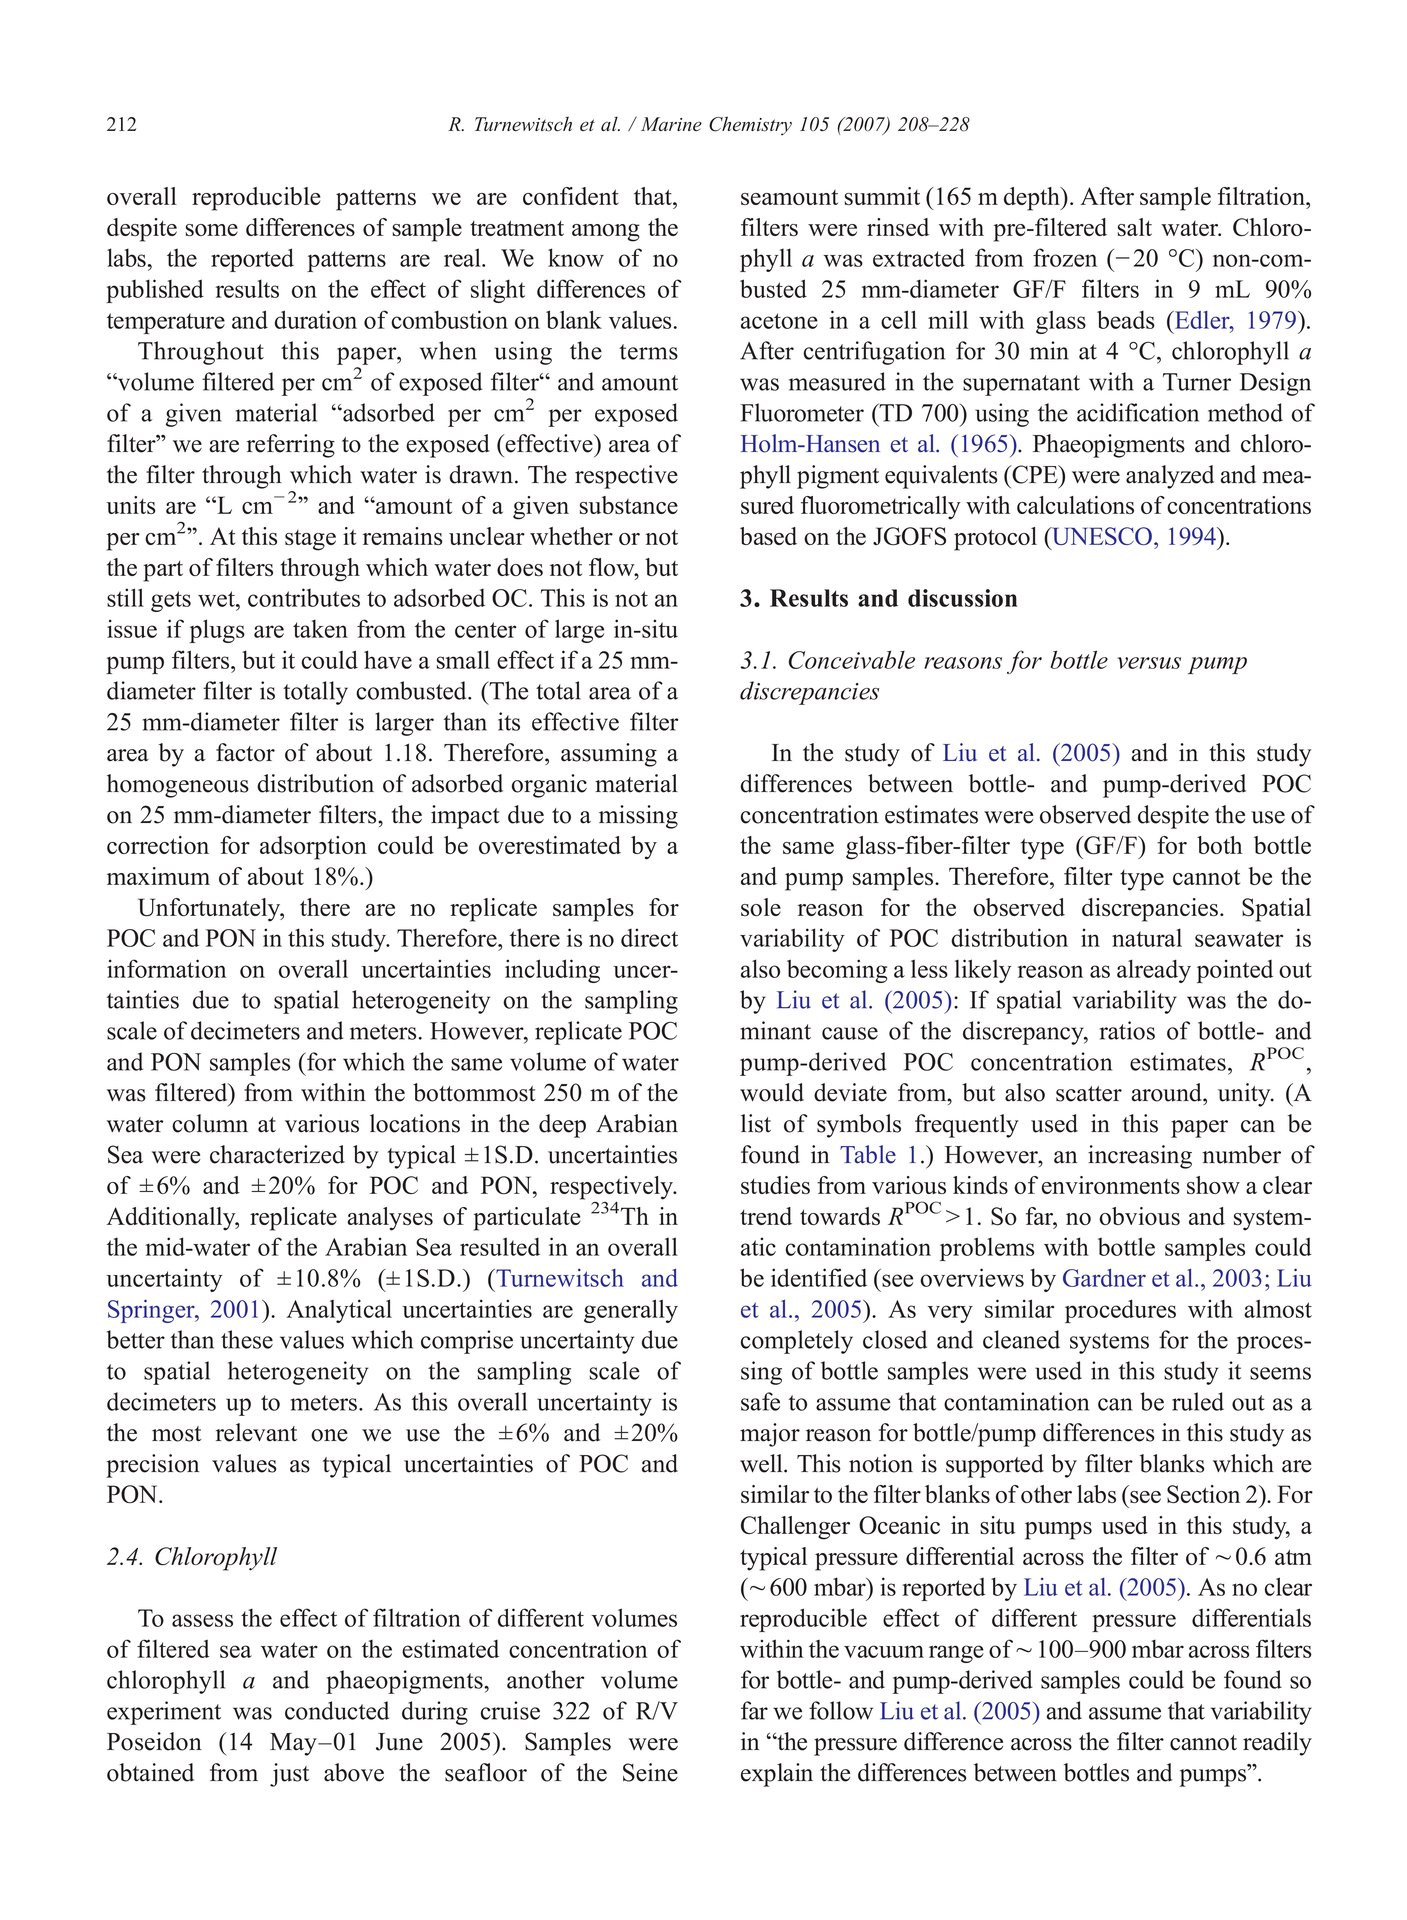 212
R. Turnewitsch et al. / Marine Chemistry 105 (2007) 208–228
overall reproducible patterns we are confident that,
despite some differences of sample treatment among the
labs, the reported patterns are real. We know of no
published results on the effect of slight differences of
temperature and duration of combustion on blank values.
Throughout this paper, when using the terms
“volume filtered per cm² of exposed filter“ and amount
of a given material “adsorbed per cm² per exposed
filter” we are referring to the exposed (effective) area of
the filter through which water is drawn. The respective
units are “L cm⁻²” and “amount of a given substance
per cm²”. At this stage it remains unclear whether or not
the part of filters through which water does not flow, but
still gets wet, contributes to adsorbed OC. This is not an
issue if plugs are taken from the center of large in-situ
pump filters, but it could have a small effect if a 25 mm-
diameter filter is totally combusted. (The total area of a
25 mm-diameter filter is larger than its effective filter
area by a factor of about 1.18. Therefore, assuming a
homogeneous distribution of adsorbed organic material
on 25 mm-diameter filters, the impact due to a missing
correction for adsorption could be overestimated by a
maximum of about 18%.)
Unfortunately, there are no replicate samples for
POC and PON in this study. Therefore, there is no direct
information on overall uncertainties including uncer-
tainties due to spatial heterogeneity on the sampling
scale of decimeters and meters. However, replicate POC
and PON samples (for which the same volume of water
was filtered) from within the bottommost 250 m of the
water column at various locations in the deep Arabian
Sea were characterized by typical ±1S.D. uncertainties
of ±6% and ±20% for POC and PON, respectively.
Additionally, replicate analyses of particulate ²³⁴Th in
the mid-water of the Arabian Sea resulted in an overall
uncertainty of ±10.8% (±1S.D.) (Turnewitsch and
Springer, 2001). Analytical uncertainties are generally
better than these values which comprise uncertainty due
to spatial heterogeneity on the sampling scale of
decimeters up to meters. As this overall uncertainty is
the most relevant one we use the ±6% and ±20%
precision values as typical uncertainties of POC and
PON.
2.4. Chlorophyll
To assess the effect of filtration of different volumes
of filtered sea water on the estimated concentration of
chlorophyll a and phaeopigments, another volume
experiment was conducted during cruise 322 of R/V
Poseidon (14 May–01 June 2005). Samples were
obtained from just above the seafloor of the Seine
seamount summit (165 m depth). After sample filtration,
filters were rinsed with pre-filtered salt water. Chloro-
phyll a was extracted from frozen (−20 °C) non-com-
busted 25 mm-diameter GF/F filters in 9 mL 90%
acetone in a cell mill with glass beads (Edler, 1979).
After centrifugation for 30 min at 4 °C, chlorophyll a
was measured in the supernatant with a Turner Design
Fluorometer (TD 700) using the acidification method of
Holm-Hansen et al. (1965). Phaeopigments and chloro-
phyll pigment equivalents (CPE) were analyzed and mea-
sured fluorometrically with calculations of concentrations
based on the JGOFS protocol (UNESCO, 1994).
3. Results and discussion
3.1. Conceivable reasons for bottle versus pump
discrepancies
In the study of Liu et al. (2005) and in this study
differences between bottle- and pump-derived POC
concentration estimates were observed despite the use of
the same glass-fiber-filter type (GF/F) for both bottle
and pump samples. Therefore, filter type cannot be the
sole reason for the observed discrepancies. Spatial
variability of POC distribution in natural seawater is
also becoming a less likely reason as already pointed out
by Liu et al. (2005): If spatial variability was the do-
minant cause of the discrepancy, ratios of bottle- and
pump-derived POC concentration estimates, R^POC,
would deviate from, but also scatter around, unity. (A
list of symbols frequently used in this paper can be
found in Table 1.) However, an increasing number of
studies from various kinds of environments show a clear
trend towards R^POC>1. So far, no obvious and system-
atic contamination problems with bottle samples could
be identified (see overviews by Gardner et al., 2003; Liu
et al., 2005). As very similar procedures with almost
completely closed and cleaned systems for the proces-
sing of bottle samples were used in this study it seems
safe to assume that contamination can be ruled out as a
major reason for bottle/pump differences in this study as
well. This notion is supported by filter blanks which are
similar to the filter blanks of other labs (see Section 2). For
Challenger Oceanic in situ pumps used in this study, a
typical pressure differential across the filter of ~0.6 atm
(~600 mbar) is reported by Liu et al. (2005). As no clear
reproducible effect of different pressure differentials
within the vacuum range of ~100–900 mbar across filters
for bottle- and pump-derived samples could be found so
far we follow Liu et al. (2005) and assume that variability
in “the pressure difference across the filter cannot readily
explain the differences between bottles and pumps”.